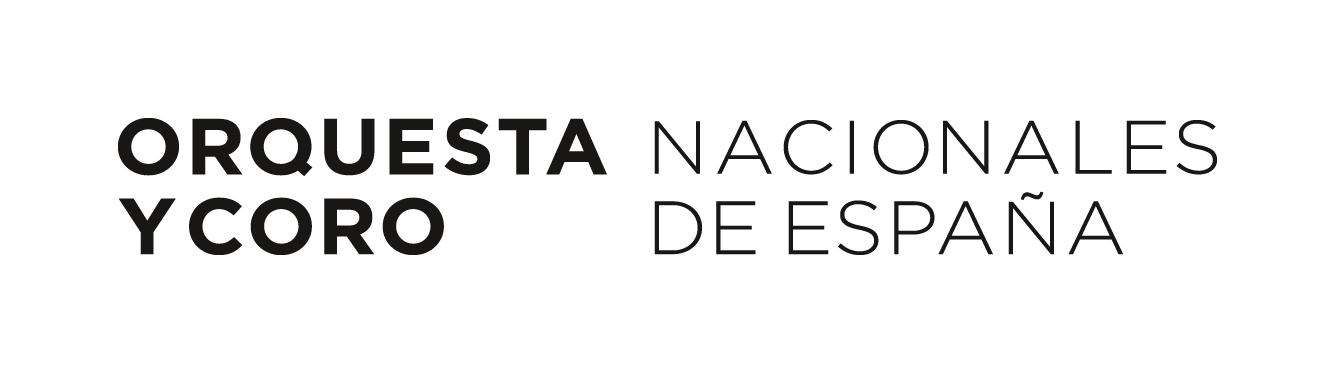 ORQUESTA NACIONALES
Y CORO DE ESPAÑA